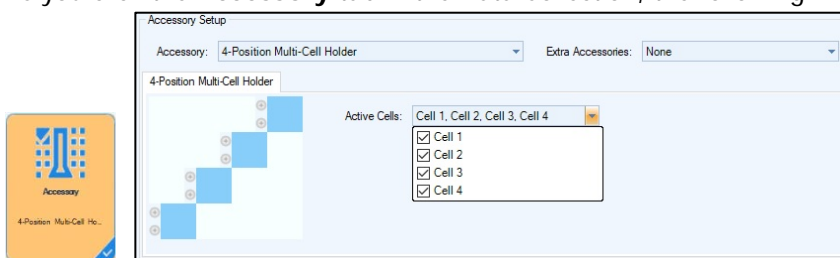 Accessory Setup
Accessory: 4-Position Multi-Cell Holder Extra Accessories: None
4-Position Multi-Cell Holder
Active Cells: Cell 1, Cell 2, Cell 3, Cell 4
Cell 1
Cell 2
Cell 3
Cell 4
Accessory
4-Position Multi-Cell Ho...